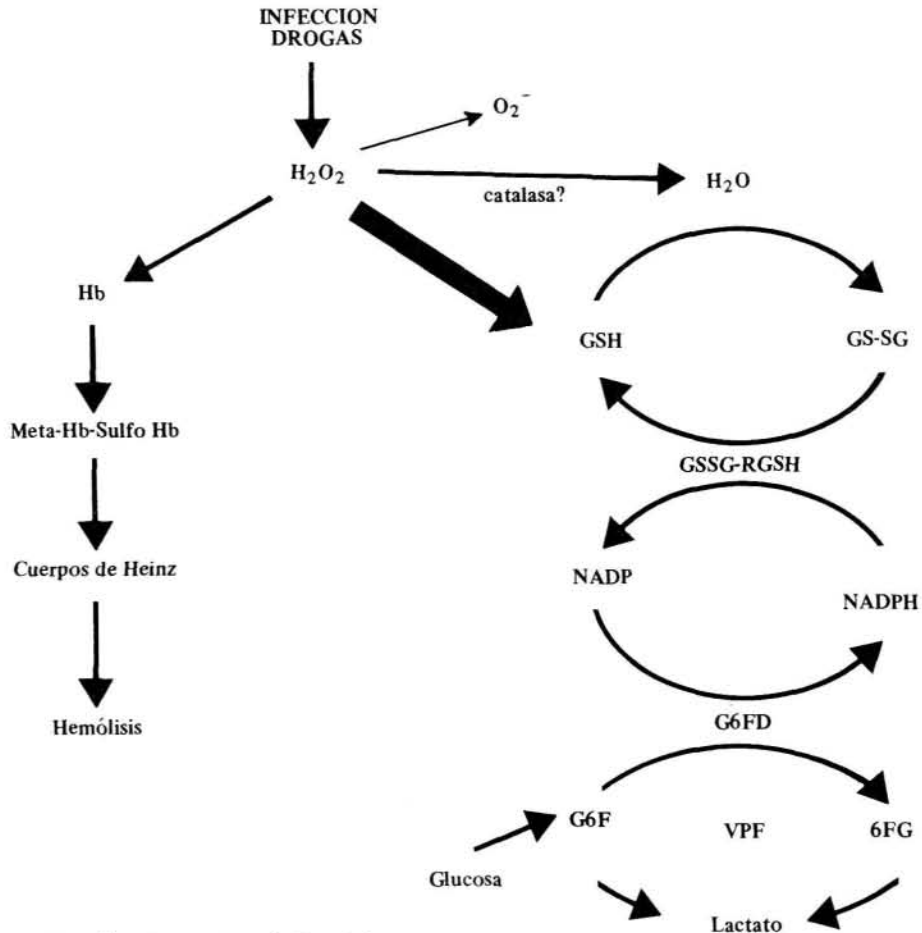 INFECCION
DROGAS
O2⁻
H2O2
catalasa?
H2O
Hb
GSH
GS-SG
Meta-Hb-Sulfo Hb
GSSG-RGSH
Cuerpos de Heinz
NADP
NADPH
Hemólisis
G6FD
G6F
VPF
6FG
Glucosa
Lactato